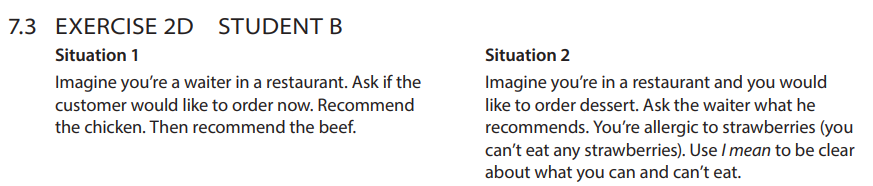 7.3 EXERCISE 2D STUDENT B
Situation 1
Imagine you’re a waiter in a restaurant. Ask if the
customer would like to order now. Recommend
the chicken. Then recommend the beef.
Situation 2
Imagine you’re in a restaurant and you would
like to order dessert. Ask the waiter what he
recommends. You’re allergic to strawberries (you
can’t eat any strawberries). Use I mean to be clear
about what you can and can’t eat.